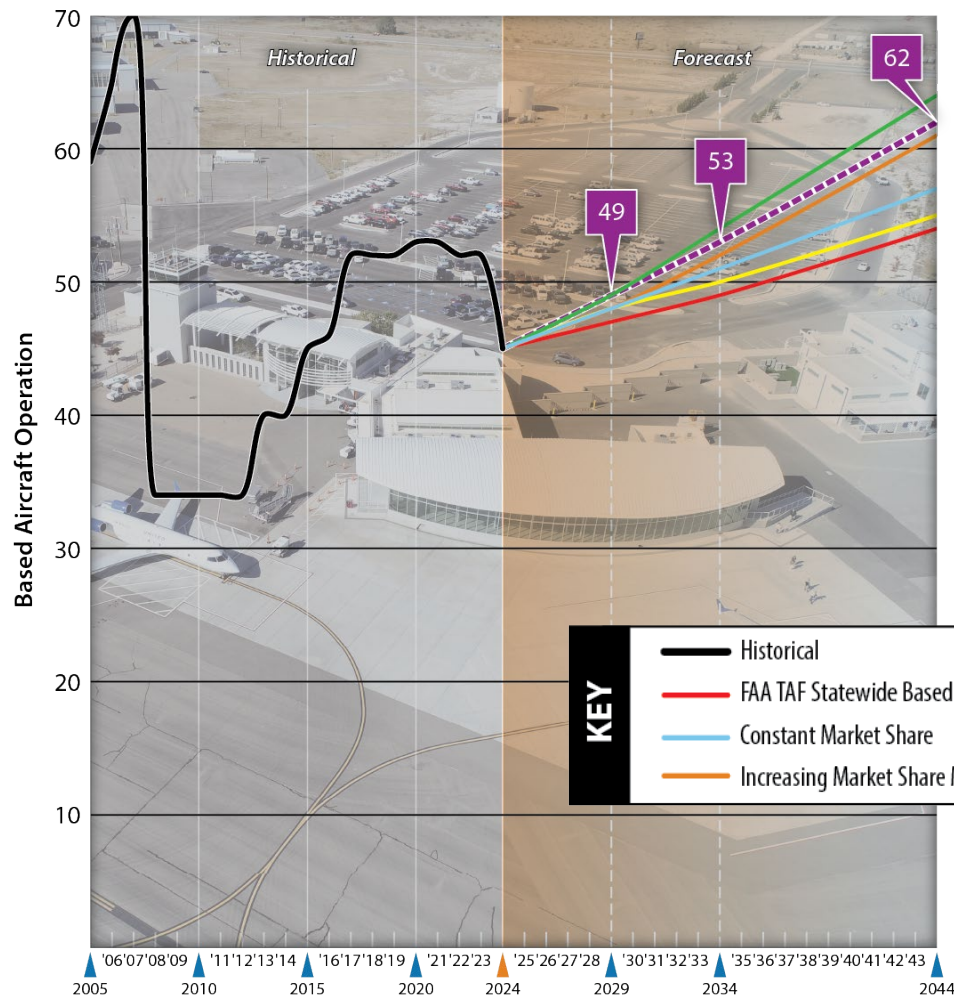 70
60
50
40
30
20
10
Based Aircraft Operation
Historical
Forecast
49
53
62
KEY
Historical
FAA TAF Statewide Based
Constant Market Share
Increasing Market Share
'06 '07 '08 '09 '11 '12 '13 '14 '16 '17 '18 '19 '21 '22 '23 '25 '26 '27 '28 '30 '31 '32 '33 '35 '36 '37 '38 '39 '40 '41 '42 '43
2005 2010 2015 2020 2024 2029 2034 2044